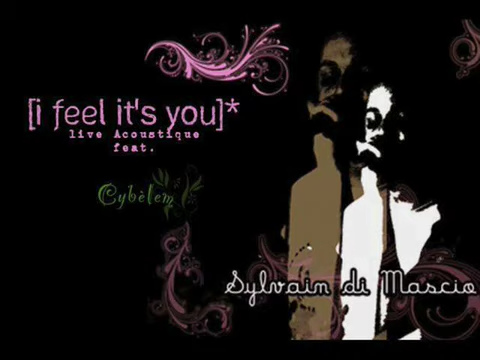 [i feel it's you]*
live Acoustique
feat.
Cybèlem
Sylvain di Mascio